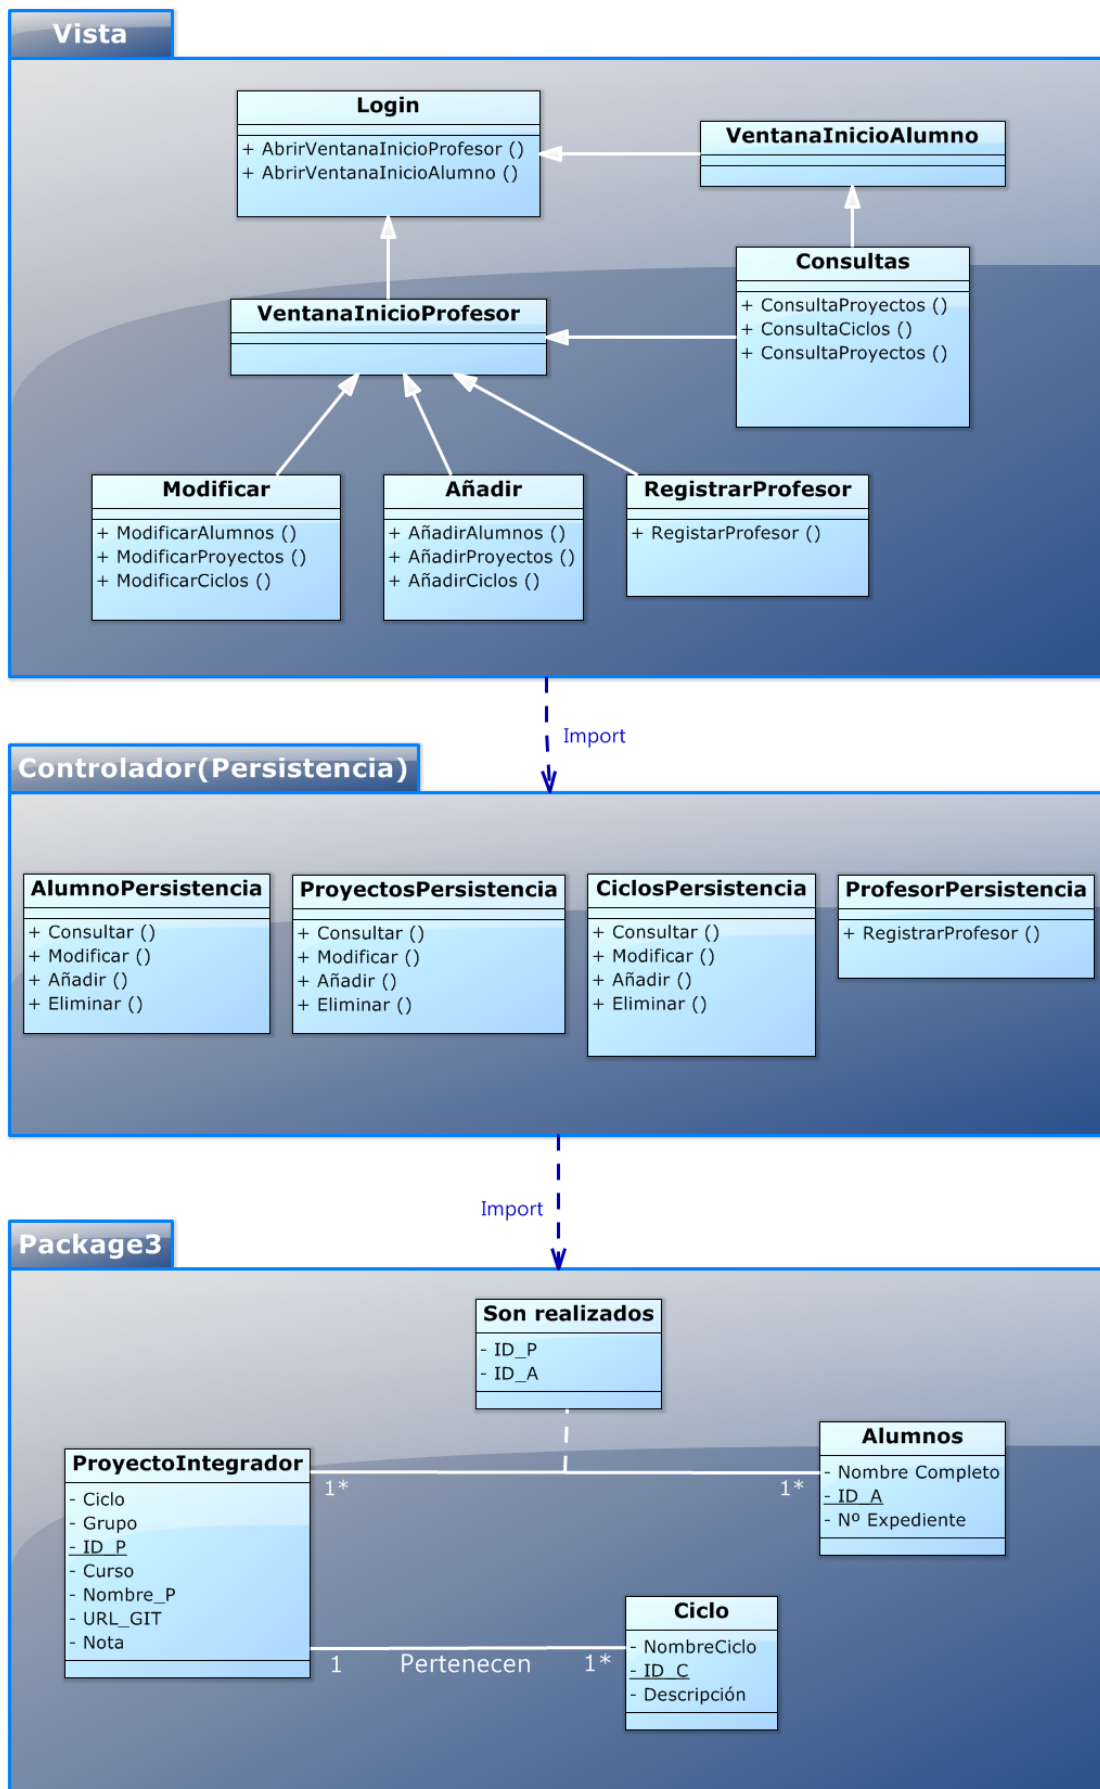 Vista
Login
+ AbrirVentanaInicioProfesor ()
+ AbrirVentanaInicioAlumno ()
VentanaInicioAlumno
Consultas
+ ConsultaProyectos ()
+ ConsultaCiclos ()
+ ConsultaProyectos ()
VentanaInicioProfesor
Modificar
+ ModificarAlumnos ()
+ ModificarProyectos ()
+ ModificarCiclos ()
Añadir
+ AñadirAlumnos ()
+ AñadirProyectos ()
+ AñadirCiclos ()
RegistrarProfesor
+ RegistarProfesor ()
Import
Controlador(Persistencia)
AlumnoPersistencia
+ Consultar ()
+ Modificar ()
+ Añadir ()
+ Eliminar ()
ProyectosPersistencia
+ Consultar ()
+ Modificar ()
+ Añadir ()
+ Eliminar ()
CiclosPersistencia
+ Consultar ()
+ Modificar ()
+ Añadir ()
+ Eliminar ()
ProfesorPersistencia
+ RegistrarProfesor ()
Import
Package3
Son realizados
- ID_P
- ID_A
ProyectoIntegrador
- Ciclo
- Grupo
- ID_P
- Curso
- Nombre_P
- URL_GIT
- Nota
1*
1*
Alumnos
- Nombre Completo
- ID_A
- Nº Expediente
1
Pertenecen
1*
Ciclo
- NombreCiclo
- ID_C
- Descripción